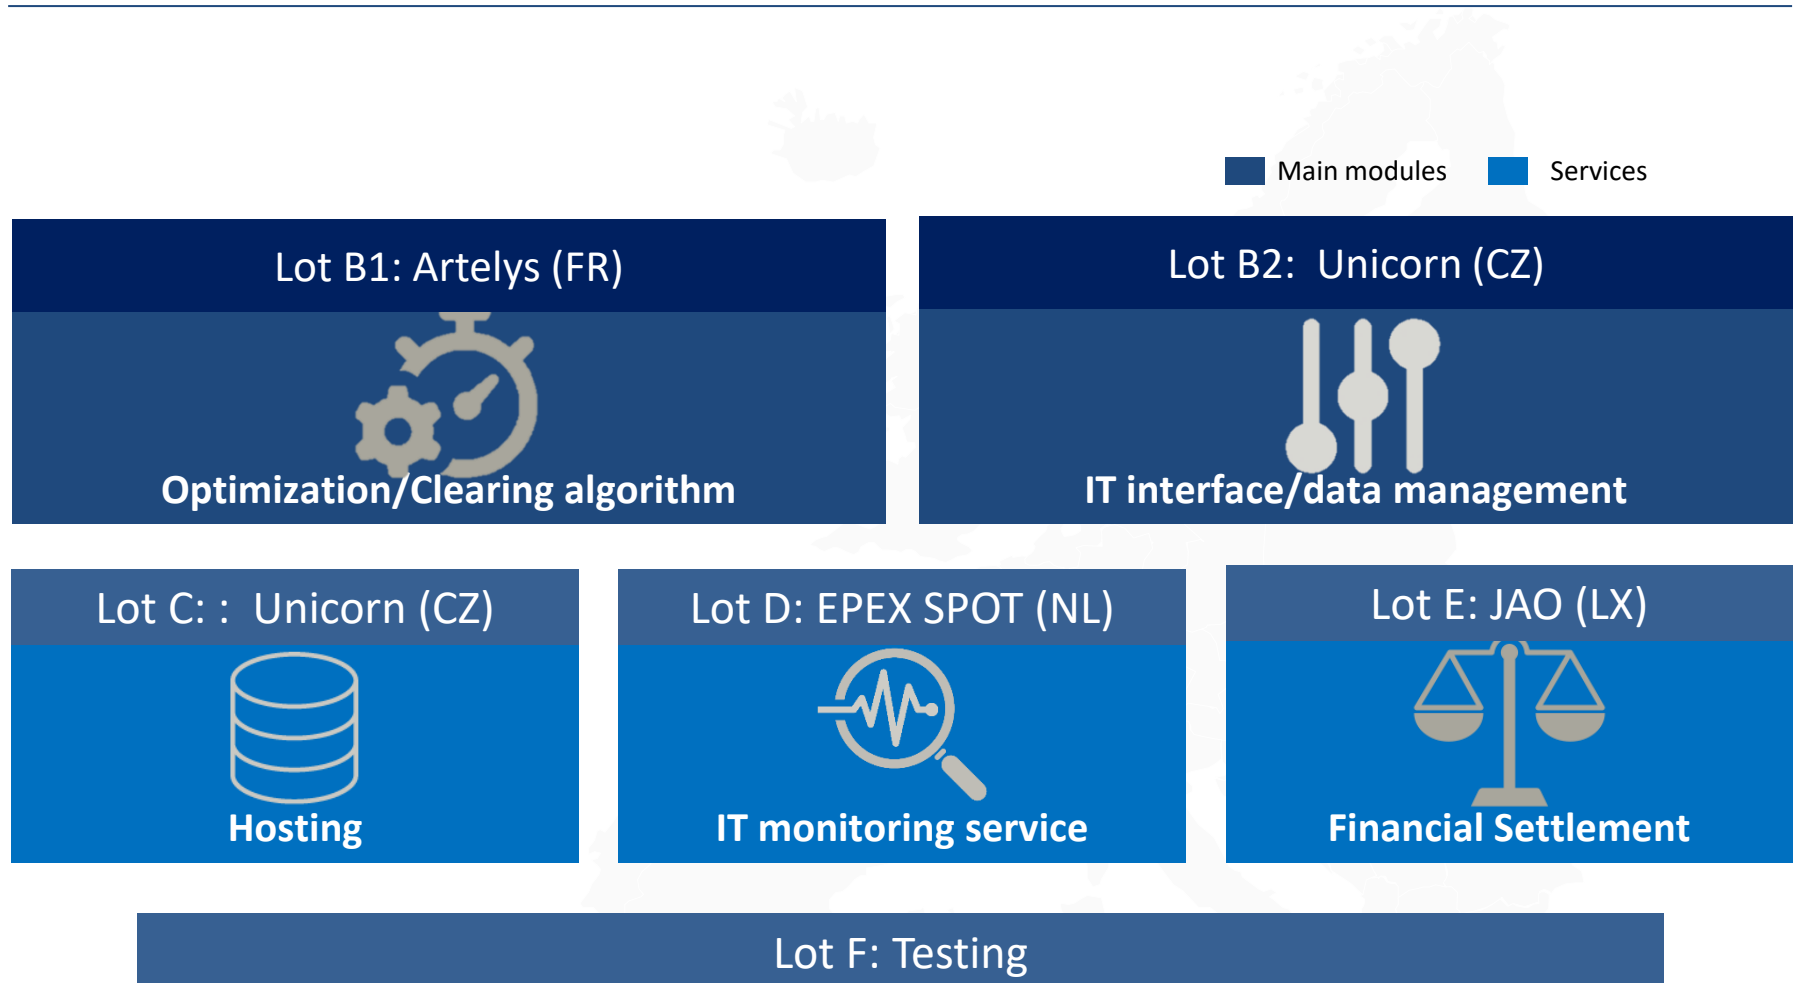 Main modules
Services
Lot B1: Artelys (FR)
Lot B2:  Unicorn (CZ)
Optimization/Clearing algorithm
IT interface/data management
Lot C: :  Unicorn (CZ)
Lot D: EPEX SPOT (NL)
Lot E: JAO (LX)
Hosting
IT monitoring service
Financial Settlement
Lot F: Testing